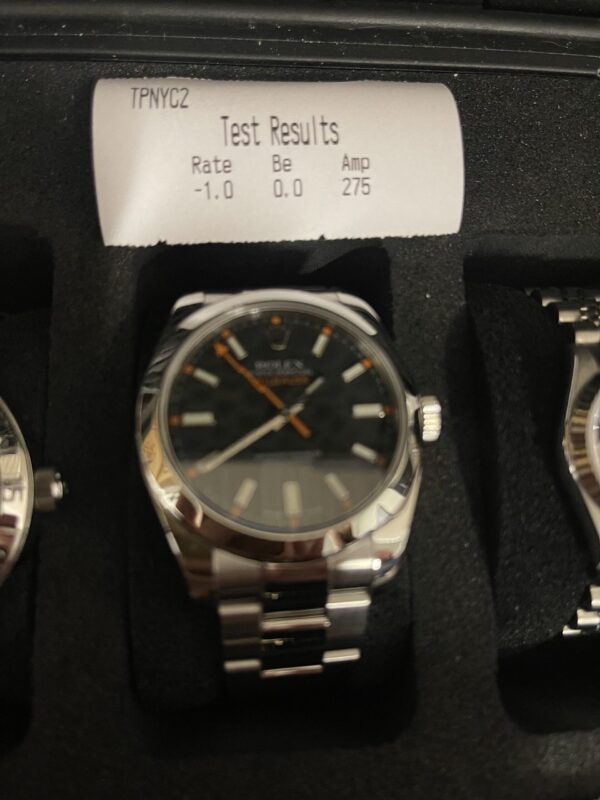 TPNYC2
Test Results
Rate Be Amp
-1.0 0.0 275
ROLEX